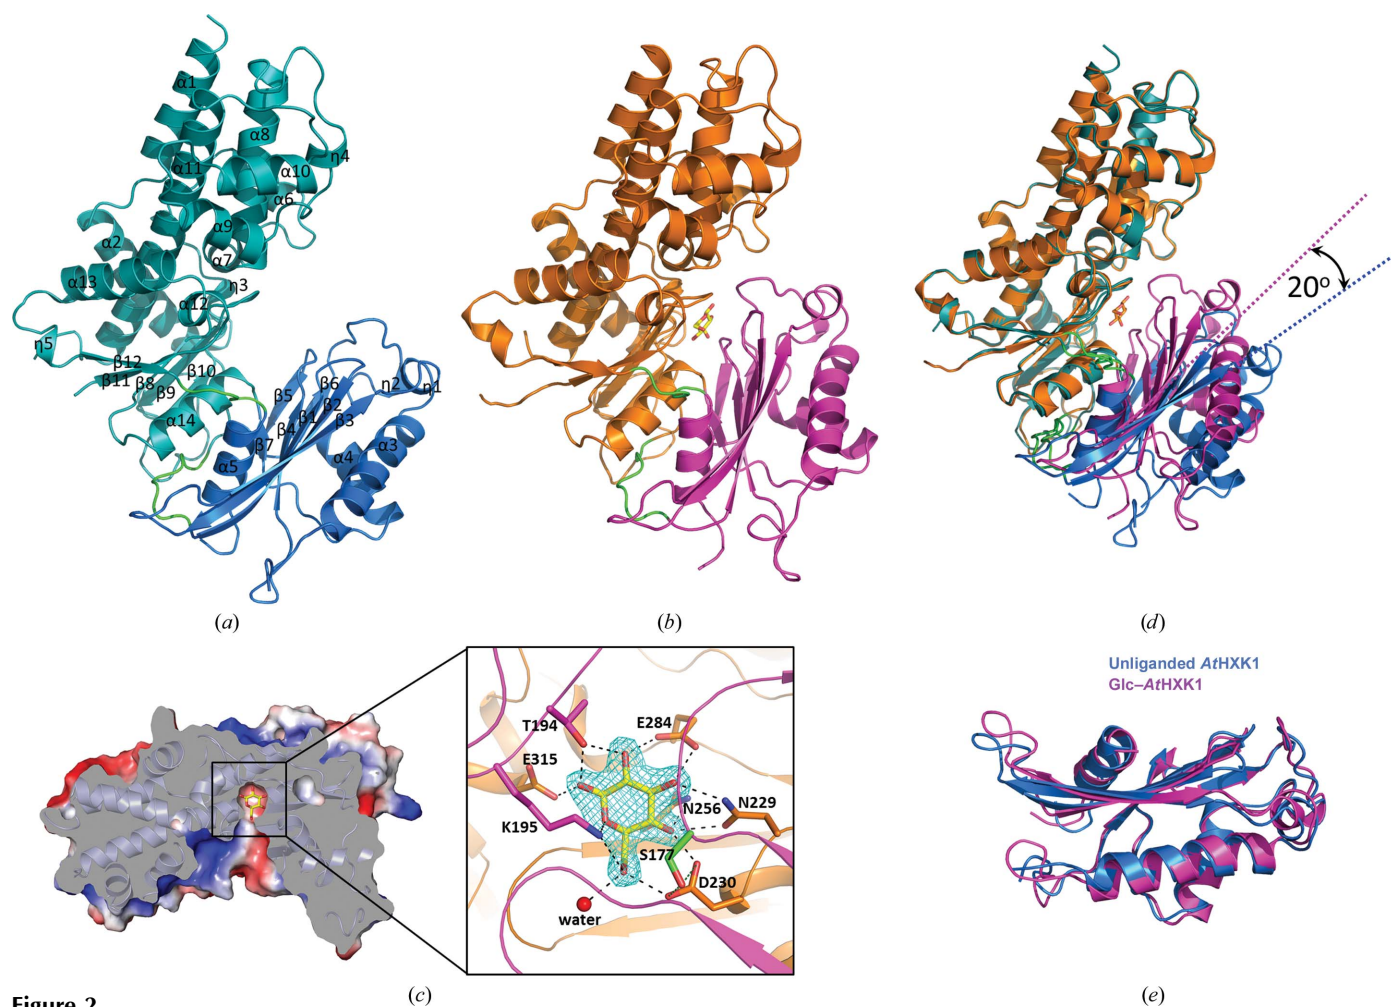 α1
α8
η4
α11
α10
α6
α9
α2
α7
α13
η3
α12
η5
β12
β11
β8
β9
β10
α14
β5
β6
η2
η1
β2
β1
β3
β4
β7
α5
α4
α3
20°
(a)
(b)
(d)
T194
E284
E315
N256
N229
K195
S177
D230
water
Unliganded AtHXK1
Glc–AtHXK1
(c)
(e)
Figure 2